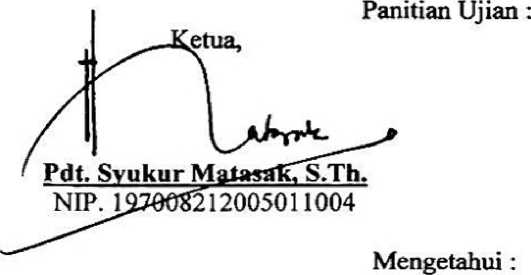 Panitian Ujian :
Ketua,
Pdt. Syukur Matasak, S.Th.
NIP. 197008212005011004
Mengetahui :